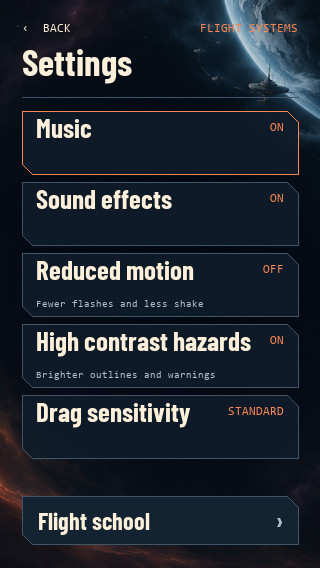 ‹ BACK
FLIGHT SYSTEMS
Settings
Music
ON
Sound effects
ON
Reduced motion
OFF
Fewer flashes and less shake
High contrast hazards
ON
Brighter outlines and warnings
Drag sensitivity
STANDARD
Flight school ›